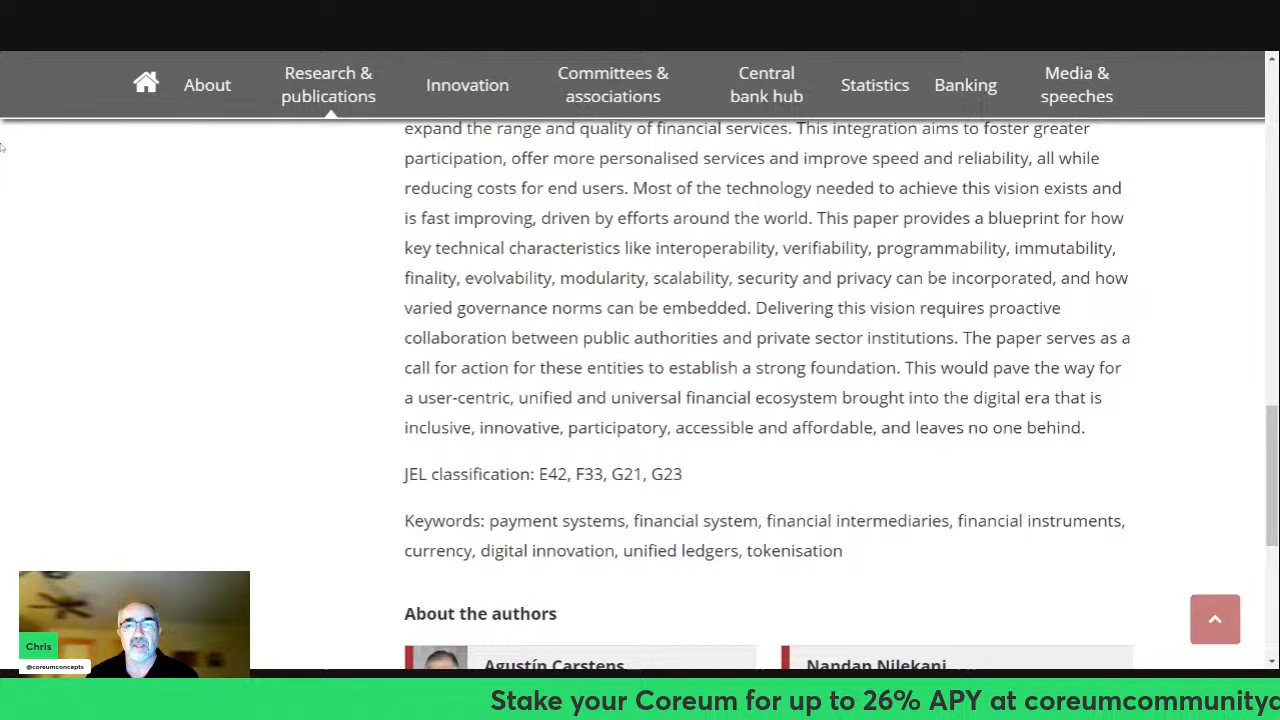 About
Research &
publications
Innovation
Committees &
associations
Central
bank hub
Statistics
Banking
Media &
speeches
expand the range and quality of financial services. This integration aims to foster greater
participation, offer more personalised services and improve speed and reliability, all while
reducing costs for end users. Most of the technology needed to achieve this vision exists and
is fast improving, driven by efforts around the world. This paper provides a blueprint for how
key technical characteristics like interoperability, verifiability, programmability, immutability,
finality, evolvability, modularity, scalability, security and privacy can be incorporated, and how
varied governance norms can be embedded. Delivering this vision requires proactive
collaboration between public authorities and private sector institutions. The paper serves as a
call for action for these entities to establish a strong foundation. This would pave the way for
a user-centric, unified and universal financial ecosystem brought into the digital era that is
inclusive, innovative, participatory, accessible and affordable, and leaves no one behind.
JEL classification: E42, F33, G21, G23
Keywords: payment systems, financial system, financial intermediaries, financial instruments,
currency, digital innovation, unified ledgers, tokenisation
About the authors
Agustín Carstens
Nandan Nilekani
Chris
@coreumconcepts
Stake your Coreum for up to 26% APY at coreumcommunity